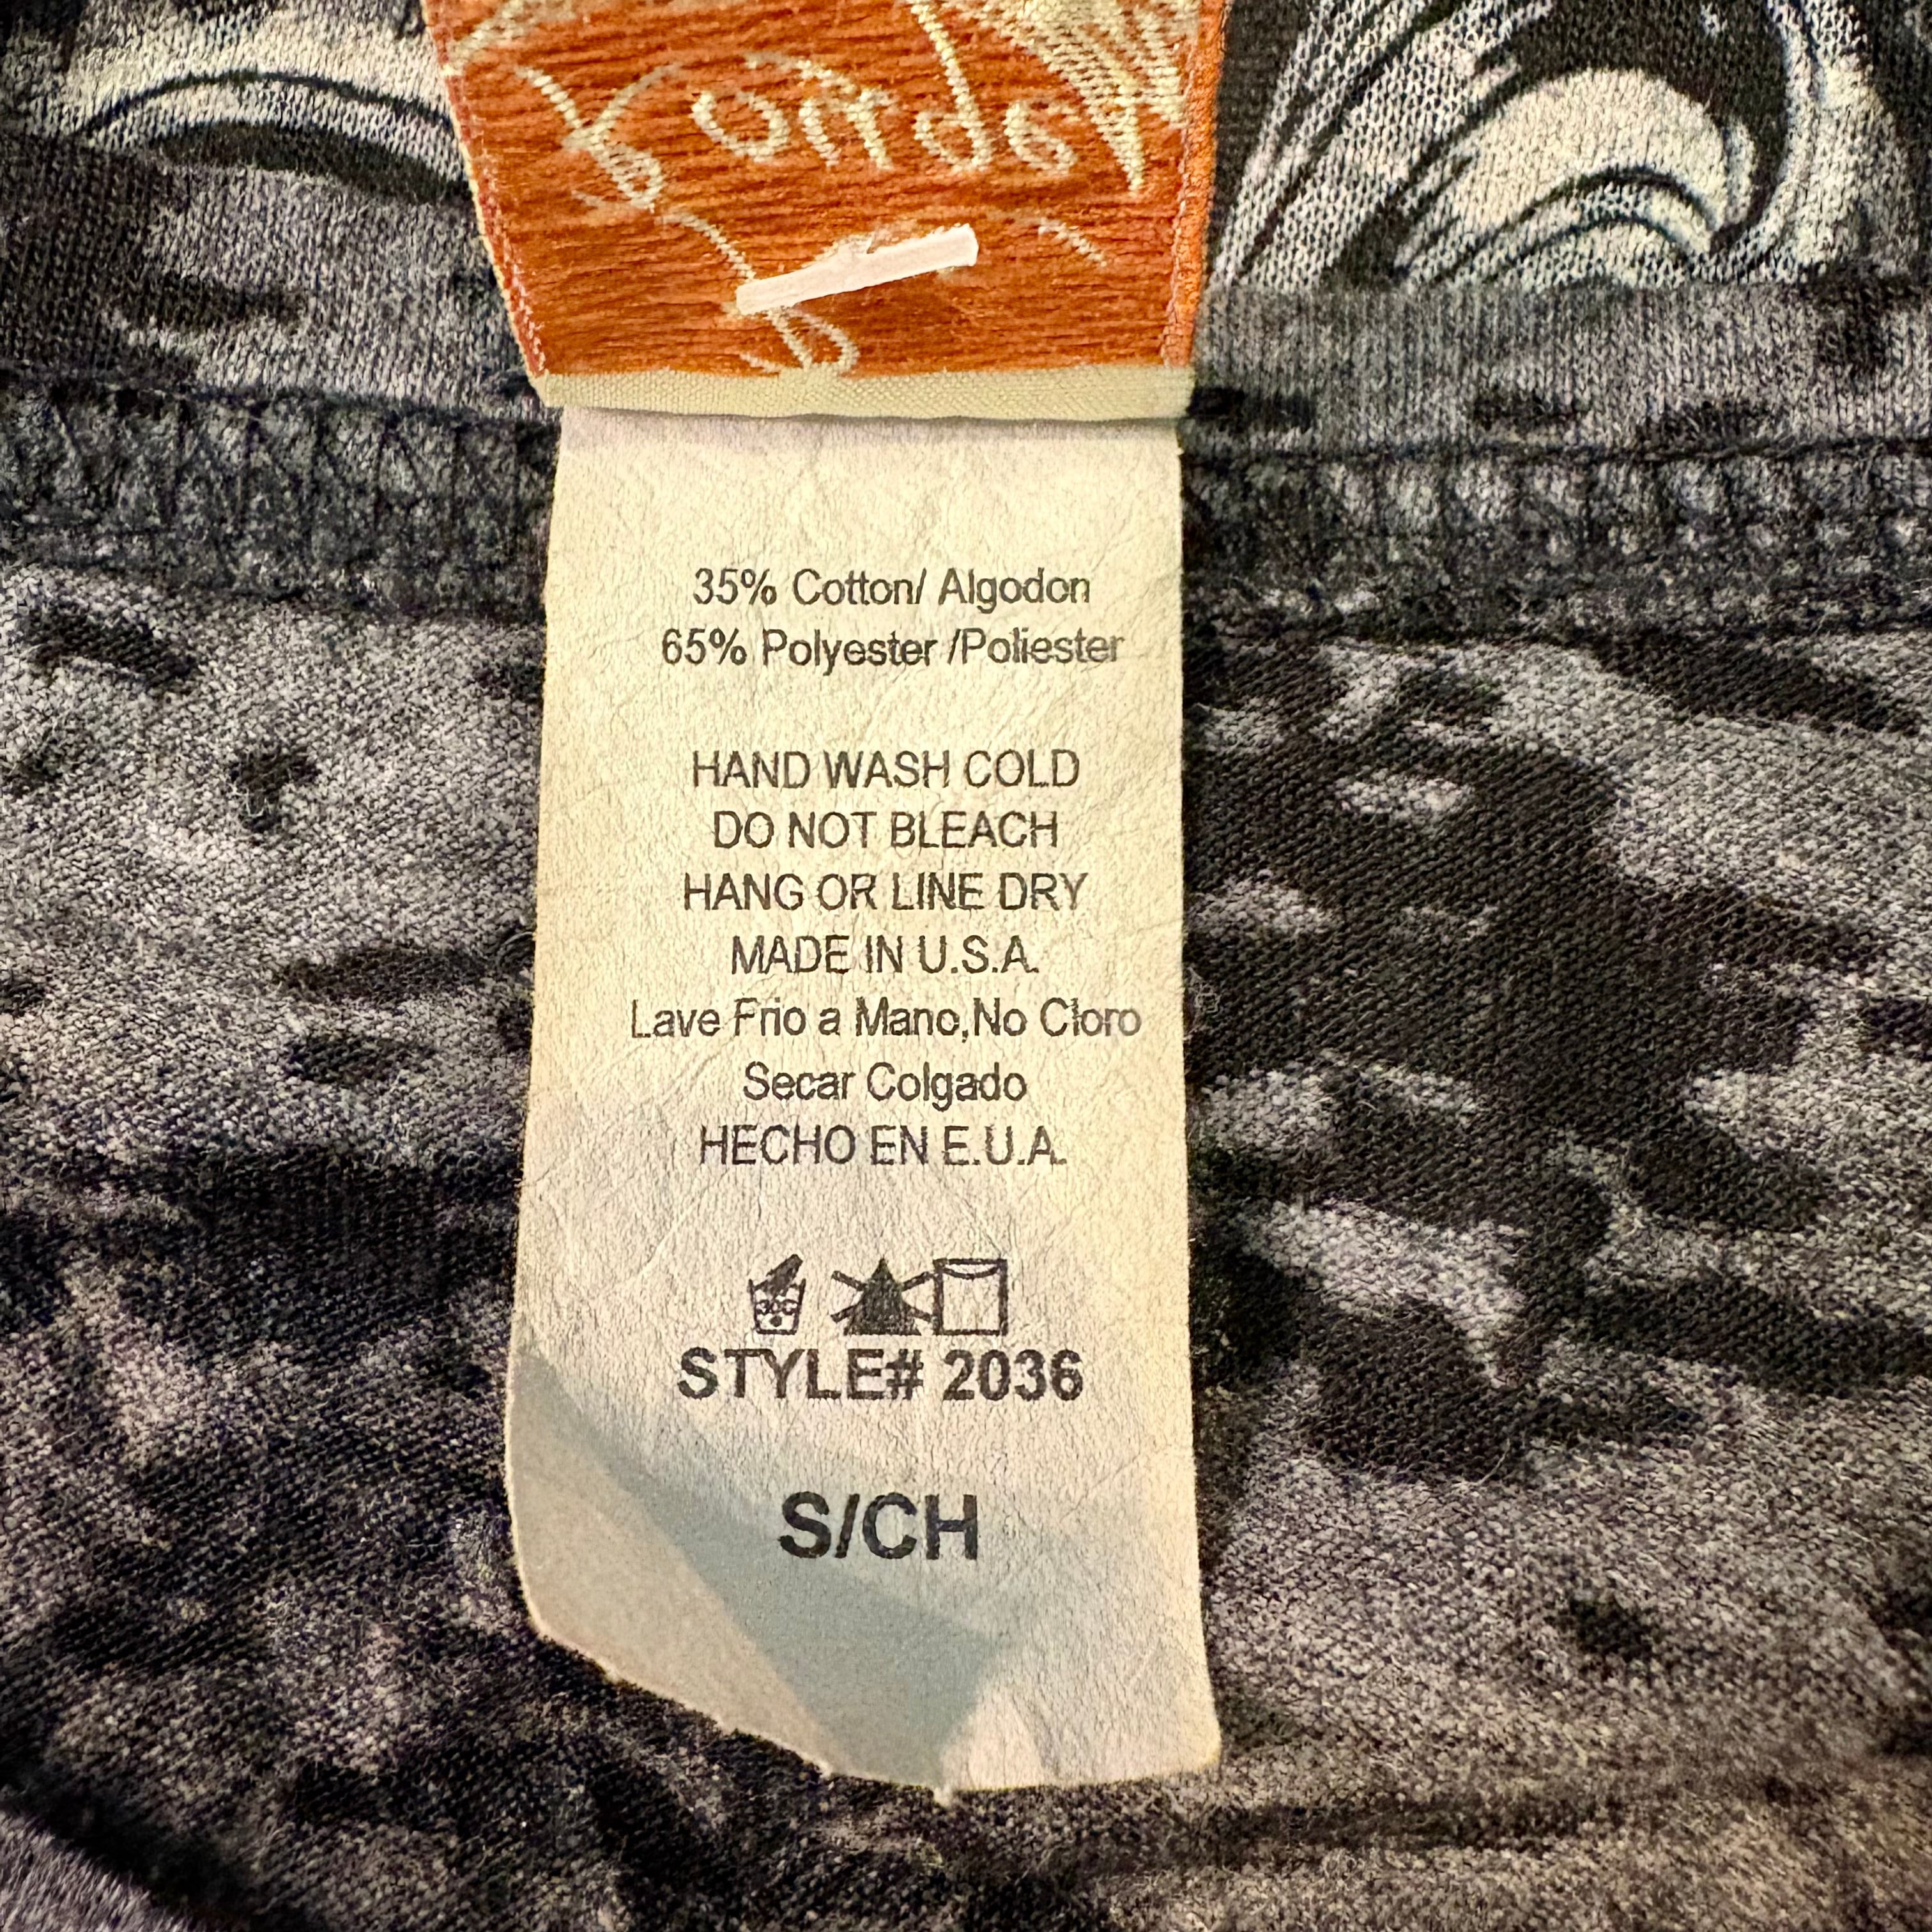 35% Cotton/ Algodon
65% Polyester /Poliester
HAND WASH COLD
DO NOT BLEACH
HANG OR LINE DRY
MADE IN U.S.A.
Lave Frio a Mano,No Cloro
Secar Colgado
HECHO EN E.U.A.
30C
STYLE# 2036
S/CH